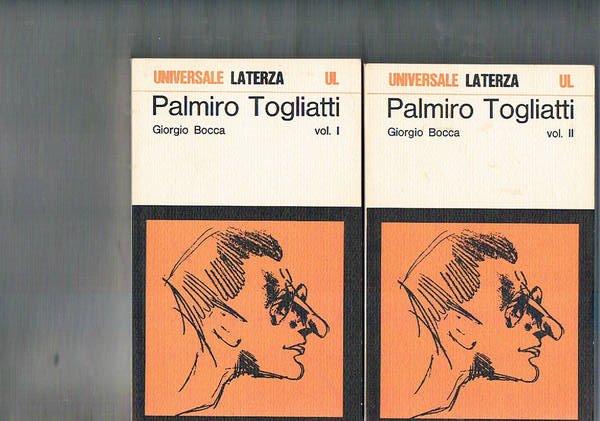 UNIVERSALE LATERZA UL
Palmiro Togliatti
Giorgio Bocca vol. I
UNIVERSALE LATERZA UL
Palmiro Togliatti
Giorgio Bocca vol. II